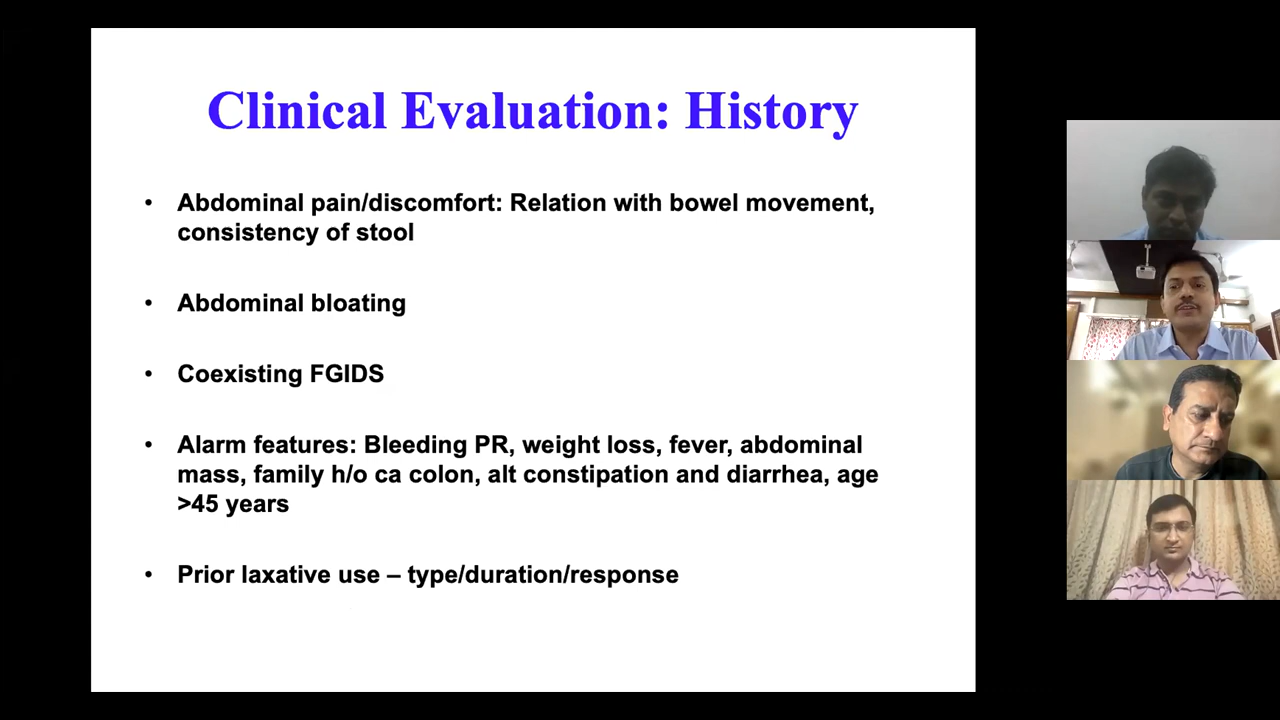 Clinical Evaluation: History
• Abdominal pain/discomfort: Relation with bowel movement,
consistency of stool
• Abdominal bloating
• Coexisting FGIDS
• Alarm features: Bleeding PR, weight loss, fever, abdominal
mass, family h/o ca colon, alt constipation and diarrhea, age
>45 years
• Prior laxative use – type/duration/response